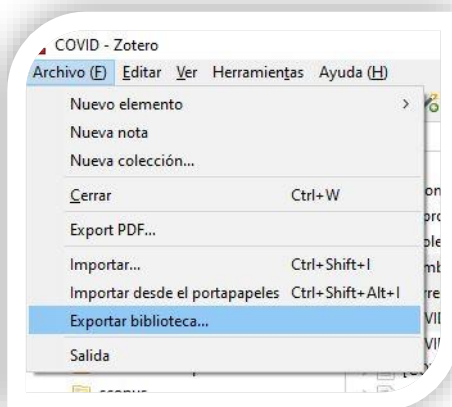 COVID - Zotero
Archivo (F) Editar Ver Herramientas Ayuda (H)
Nuevo elemento >
Nueva nota
Nueva colección...
Cerrar Ctrl+W
Export PDF...
Importar... Ctrl+Shift+I
Importar desde el portapapeles Ctrl+Shift+Alt+I
Exportar biblioteca...
Salida